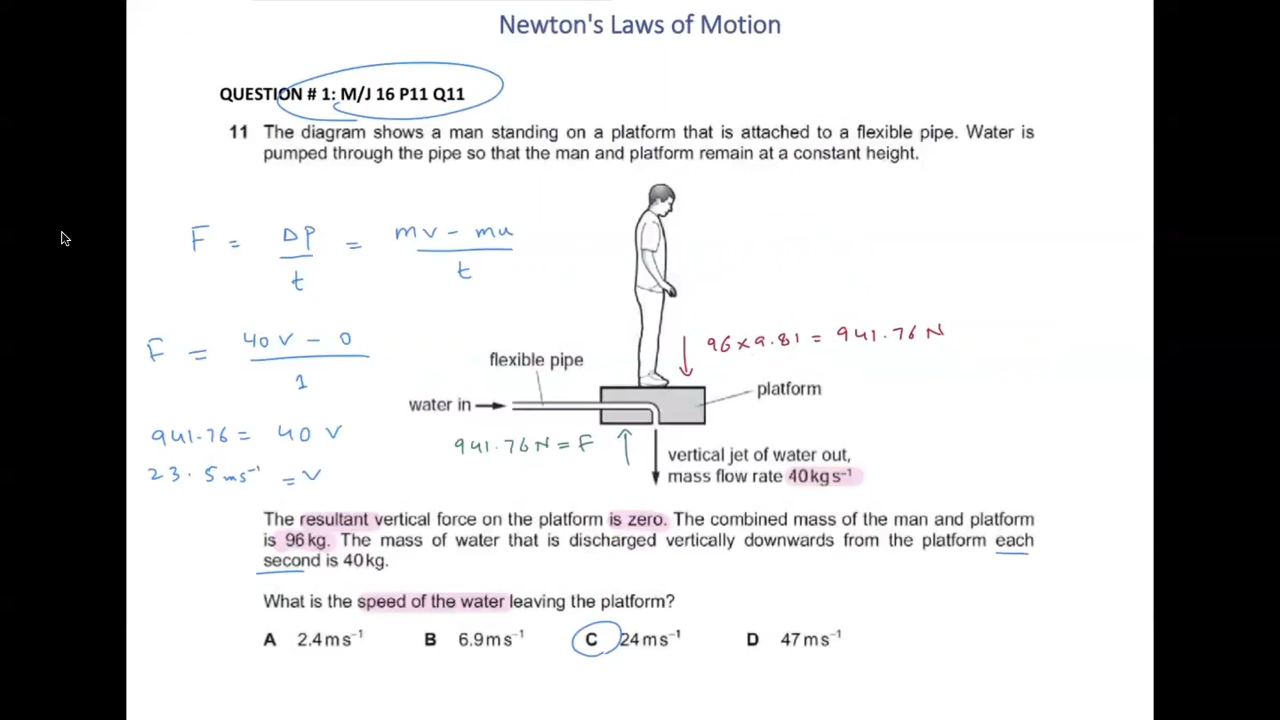 Newton's Laws of Motion
QUESTION # 1: M/J 16 P11 Q11
11 The diagram shows a man standing on a platform that is attached to a flexible pipe. Water is
pumped through the pipe so that the man and platform remain at a constant height.
F = Δp/t = mv - mu/t
F = 40v - 0/1
96 x 9.81 = 941.76 N
flexible pipe
platform
water in
941.76 = 40 v
941.76 N = F
vertical jet of water out,
mass flow rate 40 kg s⁻¹
23.5 ms⁻¹ = v
The resultant vertical force on the platform is zero. The combined mass of the man and platform
is 96 kg. The mass of water that is discharged vertically downwards from the platform each
second is 40 kg.
What is the speed of the water leaving the platform?
A 2.4 m s⁻¹ B 6.9 m s⁻¹ C 24 m s⁻¹ D 47 m s⁻¹